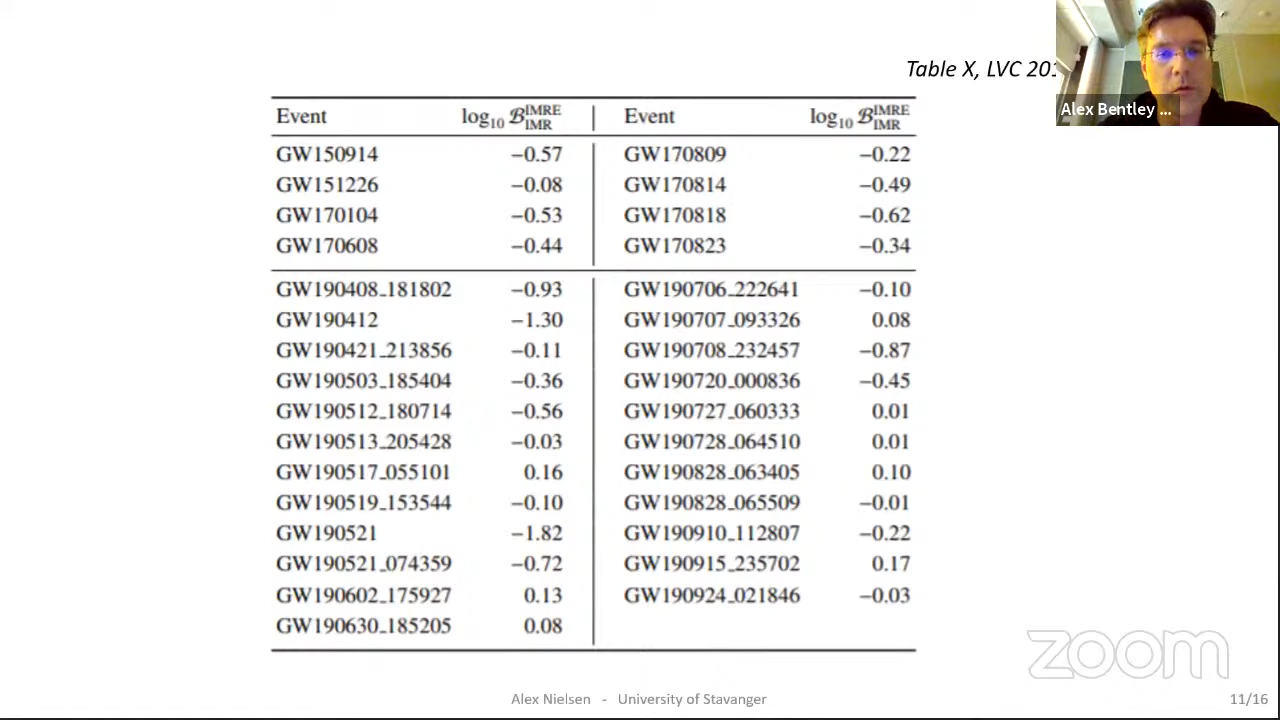 Table X, LVC 201
Alex Bentley ...
Event log₁₀ 𝓑 IMRE IMR Event log₁₀ 𝓑 IMRE IMR
GW150914 −0.57 GW170809 −0.22
GW151226 −0.08 GW170814 −0.49
GW170104 −0.53 GW170818 −0.62
GW170608 −0.44 GW170823 −0.34
GW190408_181802 −0.93 GW190706_222641 −0.10
GW190412 −1.30 GW190707_093326 0.08
GW190421_213856 −0.11 GW190708_232457 −0.87
GW190503_185404 −0.36 GW190720_000836 −0.45
GW190512_180714 −0.56 GW190727_060333 0.01
GW190513_205428 −0.03 GW190728_064510 0.01
GW190517_055101 0.16 GW190828_063405 0.10
GW190519_153544 −0.10 GW190828_065509 −0.01
GW190521 −1.82 GW190910_112807 −0.22
GW190521_074359 −0.72 GW190915_235702 0.17
GW190602_175927 0.13 GW190924_021846 −0.03
GW190630_185205 0.08
zoom
Alex Nielsen - University of Stavanger
11/16